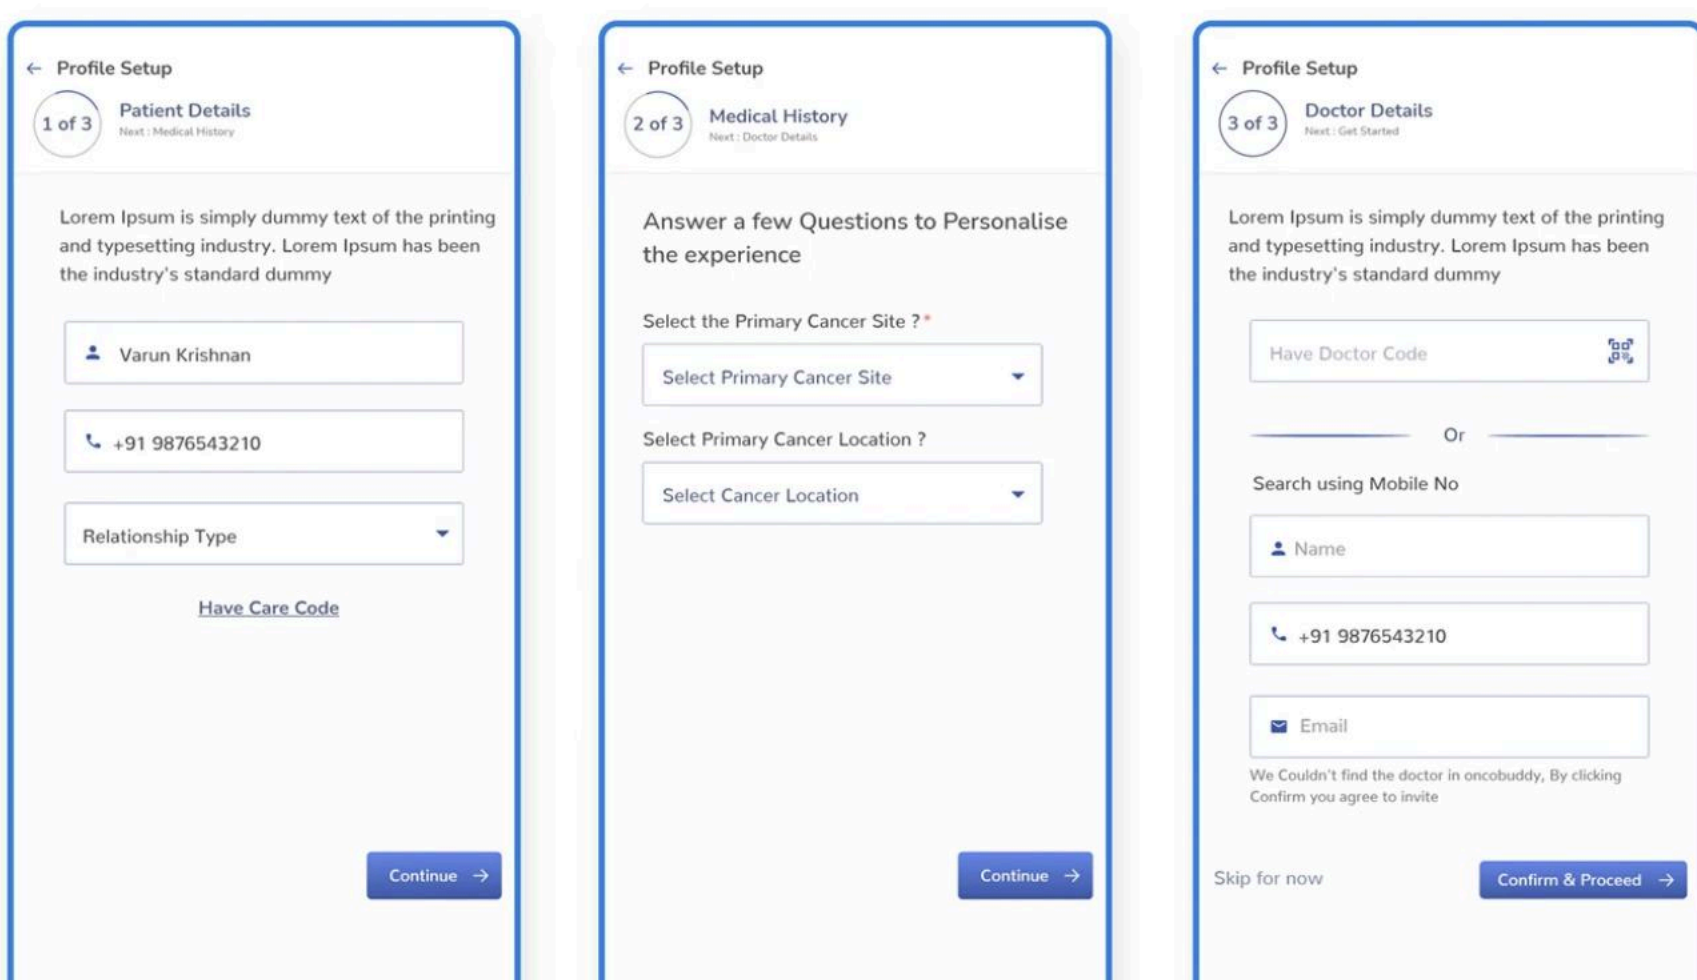 Profile Setup
1 of 3
Patient Details
Next : Medical History
Lorem Ipsum is simply dummy text of the printing
and typesetting industry. Lorem Ipsum has been
the industry's standard dummy
Varun Krishnan
+91 9876543210
Relationship Type
Have Care Code
Continue
Profile Setup
2 of 3
Medical History
Next : Doctor Details
Answer a few Questions to Personalise
the experience
Select the Primary Cancer Site ?*
Select Primary Cancer Site
Select Primary Cancer Location ?
Select Cancer Location
Continue
Profile Setup
3 of 3
Doctor Details
Next : Get Started
Lorem Ipsum is simply dummy text of the printing
and typesetting industry. Lorem Ipsum has been
the industry's standard dummy
Have Doctor Code
Or
Search using Mobile No
Name
+91 9876543210
Email
We Couldn't find the doctor in oncobuddy, By clicking
Confirm you agree to invite
Skip for now
Confirm & Proceed